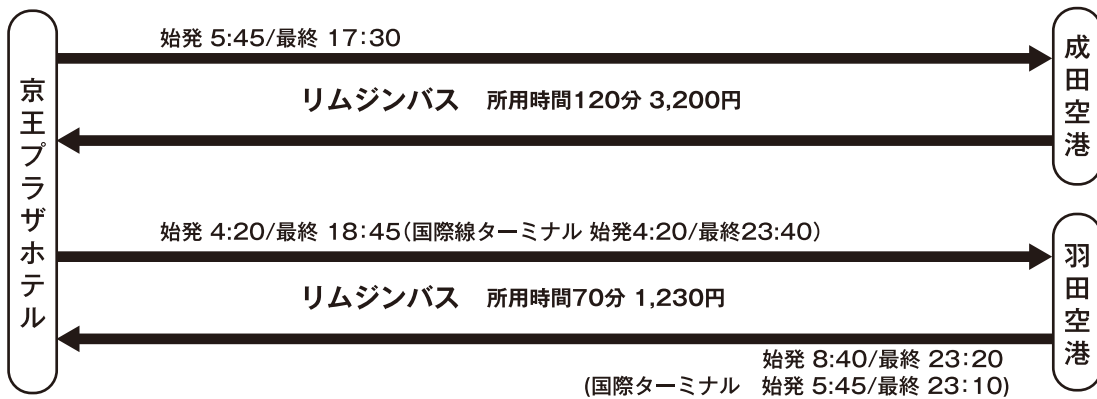 京王プラザホテル
始発 5:45/最終 17:30
リムジンバス 所用時間120分 3,200円
成田空港
始発 4:20/最終 18:45(国際線ターミナル 始発4:20/最終23:40)
リムジンバス 所用時間70分 1,230円
羽田空港
始発 8:40/最終 23:20
(国際ターミナル 始発 5:45/最終 23:10)